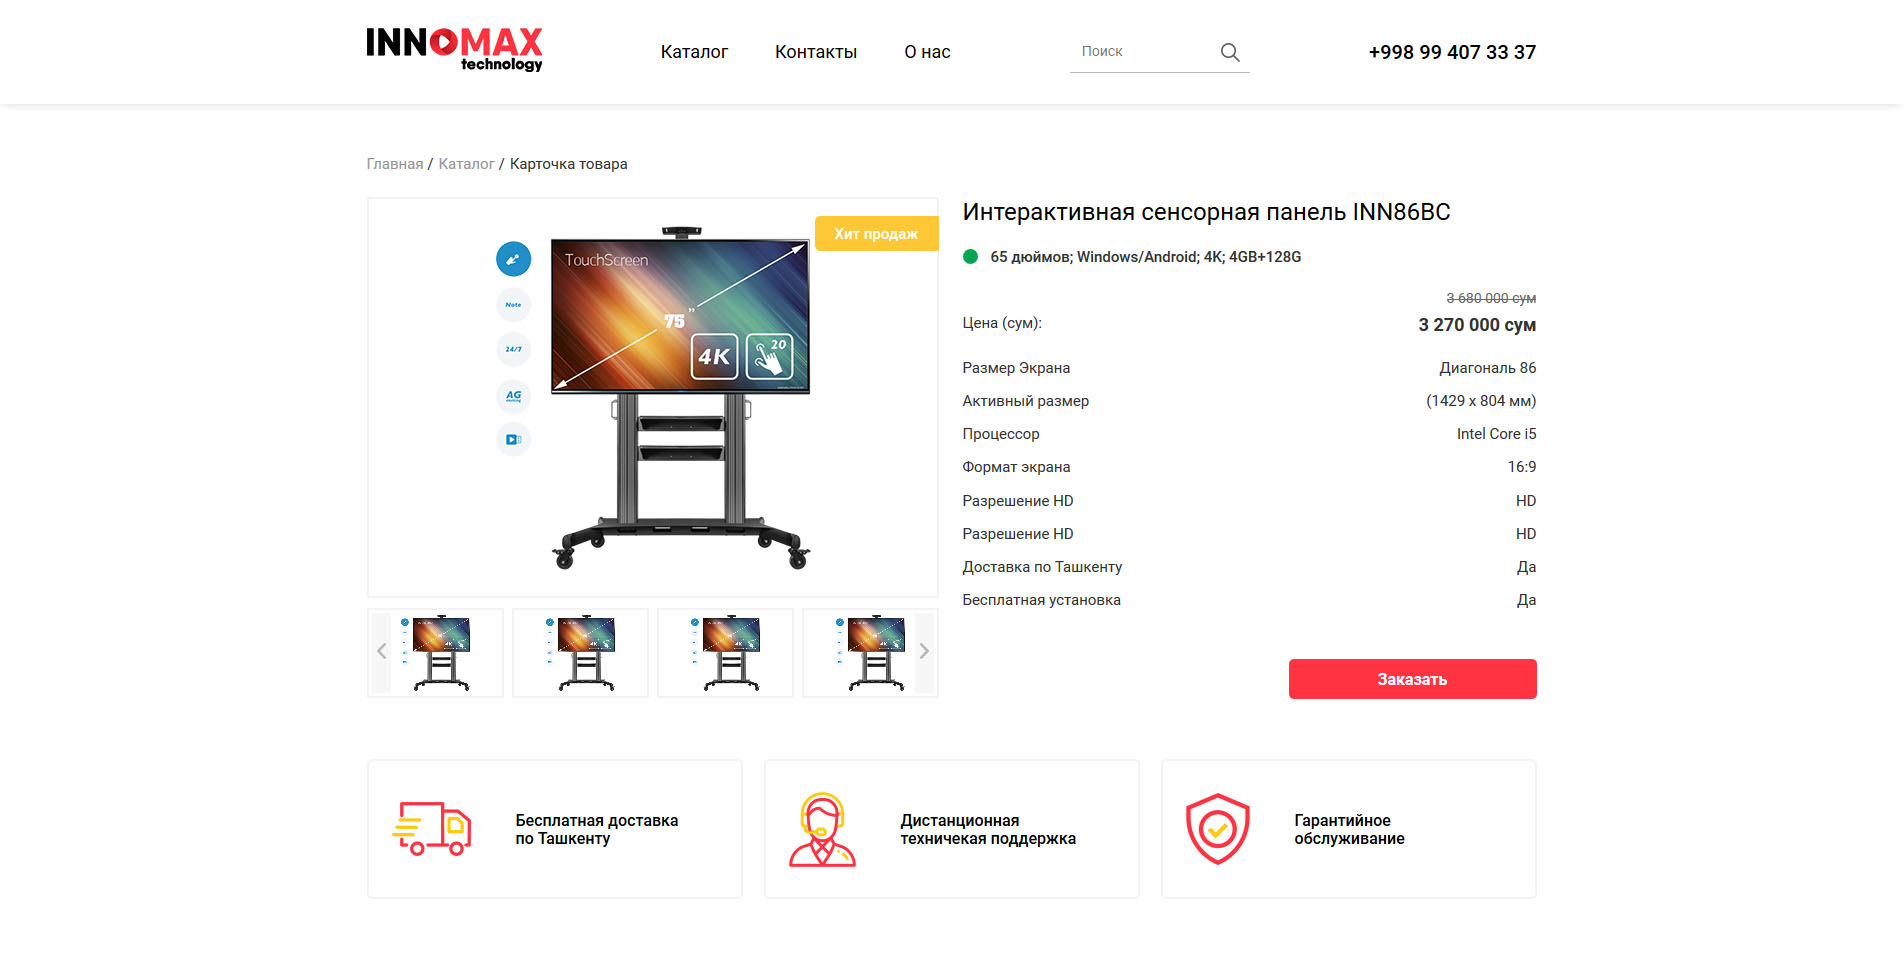 INNOMAX
technology
Каталог
Контакты
О нас
Поиск
+998 99 407 33 37
Главная / Каталог / Карточка товара
Хит продаж
TouchScreen
Note
24/7
AG
75”
4K
20
Интерактивная сенсорная панель INN86BC
65 дюймов; Windows/Android; 4K; 4GB+128G
3 680 000 сум
Цена (сум): 3 270 000 сум
Размер Экрана Диагональ 86
Активный размер (1429 x 804 мм)
Процессор Intel Core i5
Формат экрана 16:9
Разрешение HD HD
Разрешение HD HD
Доставка по Ташкенту Да
Бесплатная установка Да
Заказать
Бесплатная доставка
по Ташкенту
Дистанционная
техничекая поддержка
Гарантийное
обслуживание